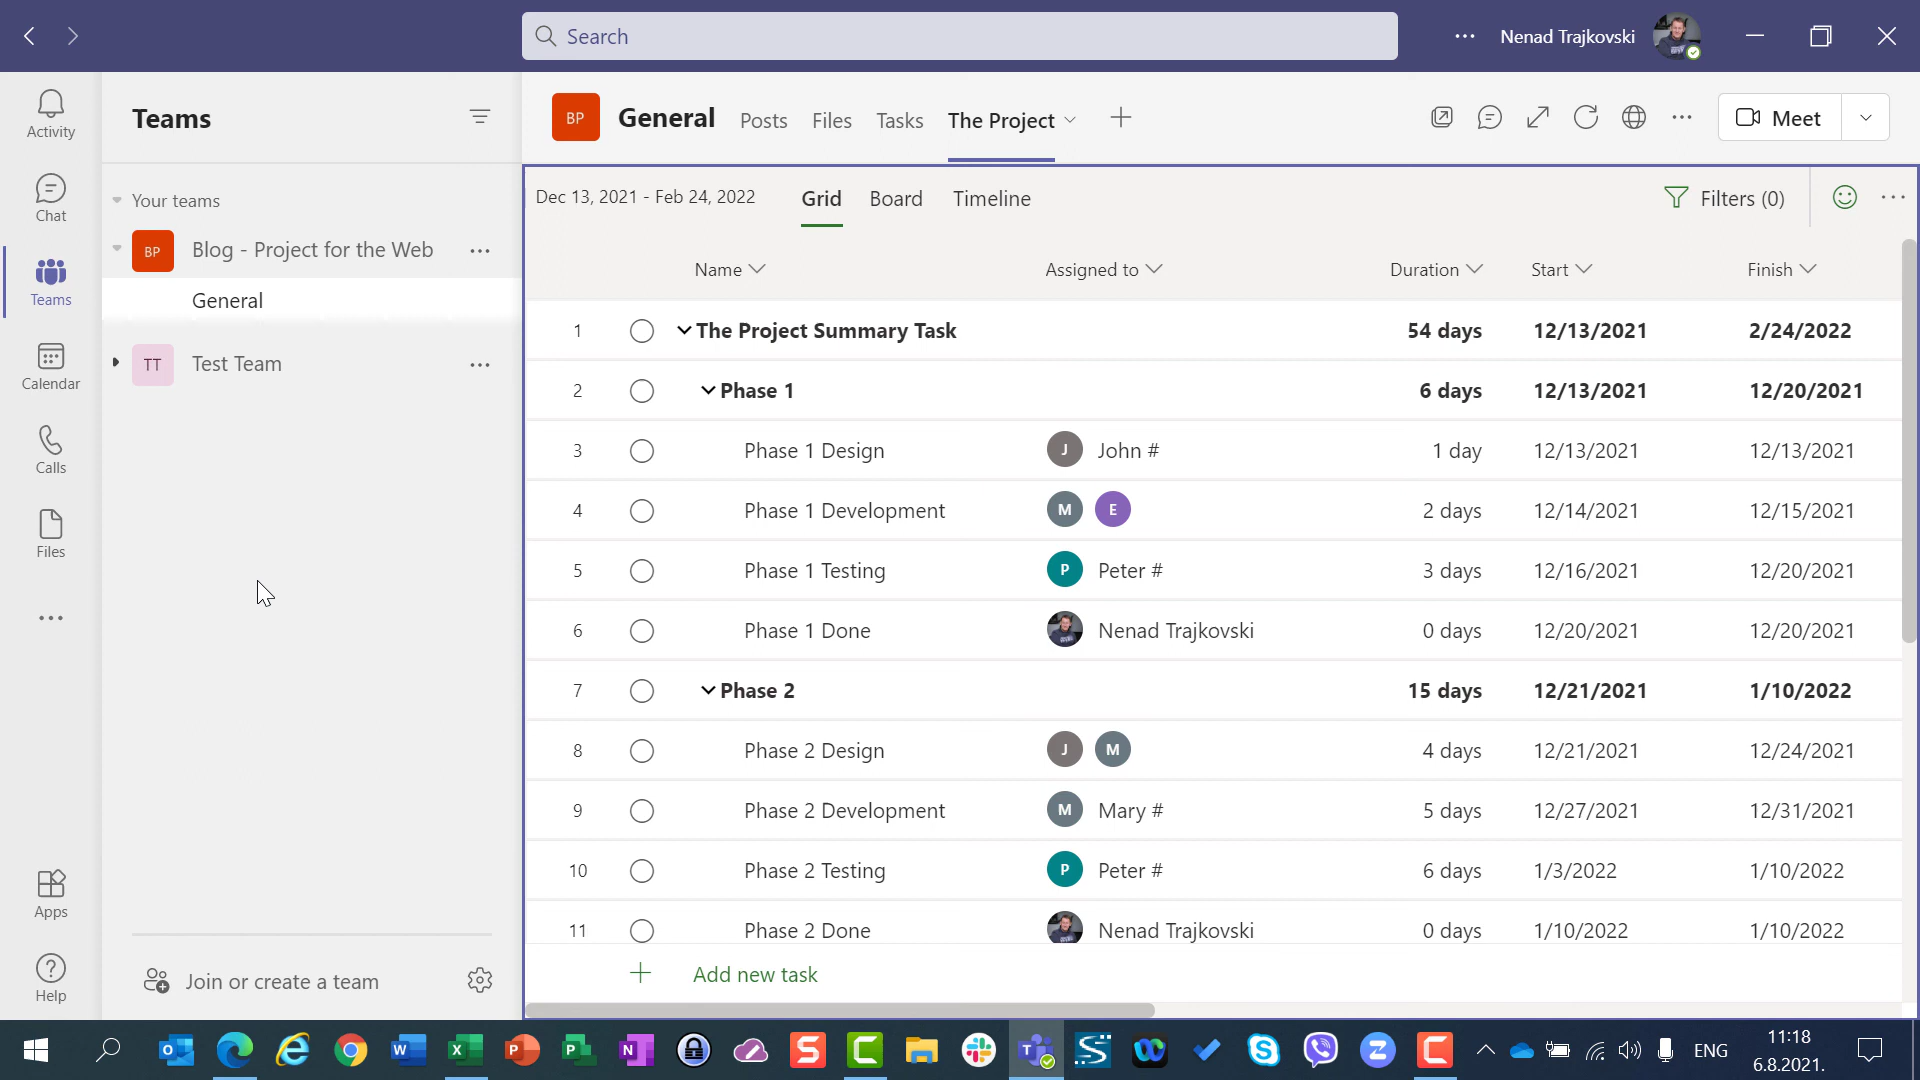 Search
Nenad Trajkovski
Activity
Chat
Teams
Calendar
Calls
Files
Apps
Help
Teams
Your teams
BP Blog - Project for the Web
General
TT Test Team
Join or create a team
BP General Posts Files Tasks The Project
Meet
Dec 13, 2021 - Feb 24, 2022 Grid Board Timeline Filters (0)
Name Assigned to Duration Start Finish
1 The Project Summary Task 54 days 12/13/2021 2/24/2022
2 Phase 1 6 days 12/13/2021 12/20/2021
3 Phase 1 Design J John # 1 day 12/13/2021 12/13/2021
4 Phase 1 Development M E 2 days 12/14/2021 12/15/2021
5 Phase 1 Testing P Peter # 3 days 12/16/2021 12/20/2021
6 Phase 1 Done Nenad Trajkovski 0 days 12/20/2021 12/20/2021
7 Phase 2 15 days 12/21/2021 1/10/2022
8 Phase 2 Design J M 4 days 12/21/2021 12/24/2021
9 Phase 2 Development M Mary # 5 days 12/27/2021 12/31/2021
10 Phase 2 Testing P Peter # 6 days 1/3/2022 1/10/2022
11 Phase 2 Done Nenad Trajkovski 0 days 1/10/2022 1/10/2022
Add new task
ENG
11:18
6.8.2021.